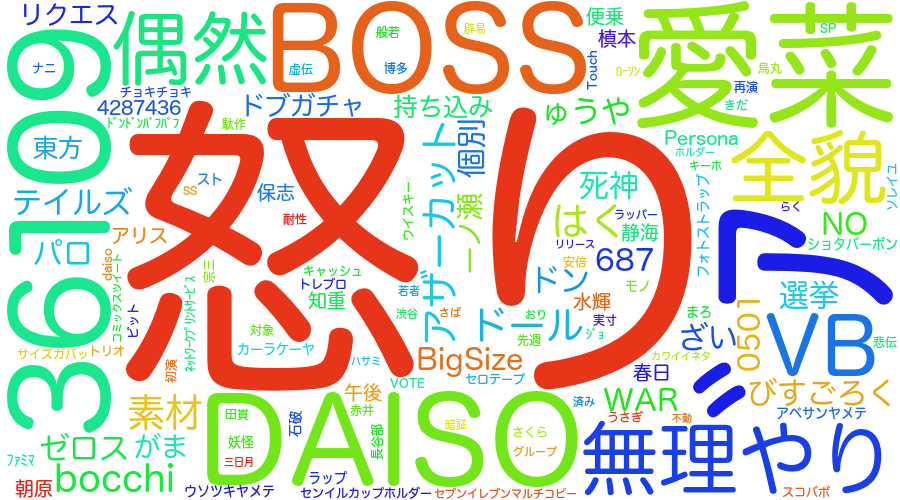 リクエス
偶然
BOSS
便乗
愛菜
SP
般若
辟易
槙本
ナニ
虚伝
博多
Touch
ローソン
烏丸
36109
チョキチョキ
4287436
ドブガチャ
持ち込み
ゅうや
再演
きだ
ドンドンパフパフ
駄作
東方
怒り
個別
Persona
ホルダー
全貌
キーホ
スト
SS
保志
アザーカット
死神
ソレイユ
テイルズ
耐性
ウイスキー
一ノ瀬
はく
ラッパー
静海
フォトストラップ
らく
NO
アリス
パロ
リリース
687
ショタバーボン
daiso
宗三
キャッシュ
トレブロ
知重
安倍
ドン
モノ
選挙
コミックスツイート
ネットワークプリントサービス
ビット
若者
渋谷
さば
ドール
おり
水輝
実寸
まろ
ざい
0501
VB
対象
カーラケーヤ
先週
ジョ
悲伝
サイズガバッ
トリオ
初演
ハサミ
BigSize
カワイイネタ
春日
セロテープ
VOTE
びすごろく
素材
午後
DAISO
済み
WAR
アベサンヤメテ
田貰
石破
赤井
うさぎ
不動
ゼロス
がま
妖怪
長谷部
暗証
さくら
グループ
無理やり
ファミマ
三日月
bocchi
ラップ
朝原
ウソツキヤメテ
センイルカップホルダー
セブンイレブンマルチコピー
スコパボ